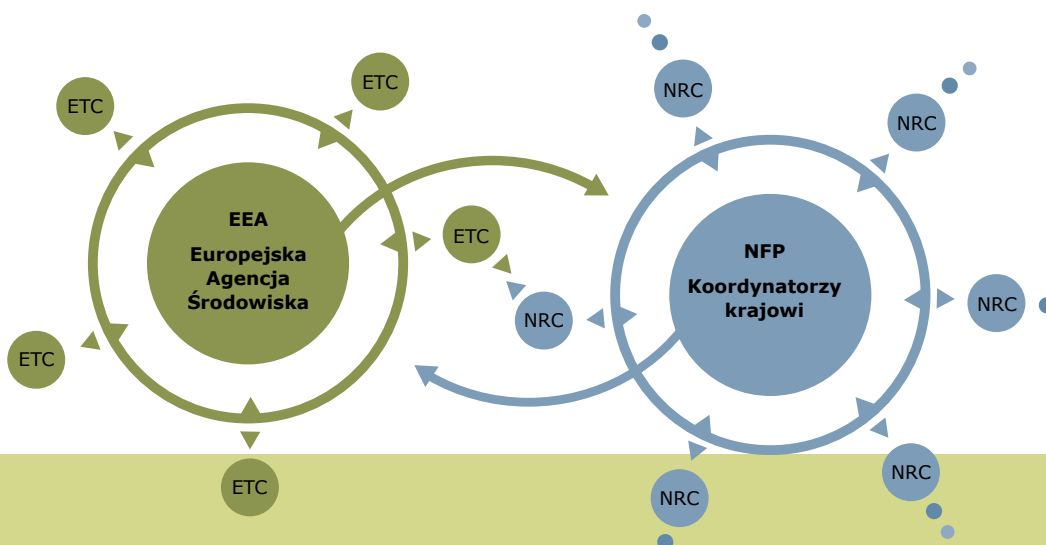 ETC
ETC
ETC
ETC
ETC
EEA
Europejska
Agencja
Środowiska
NRC
NRC
NRC
NRC
NRC
NRC
NFP
Koordynatorzy
krajowi